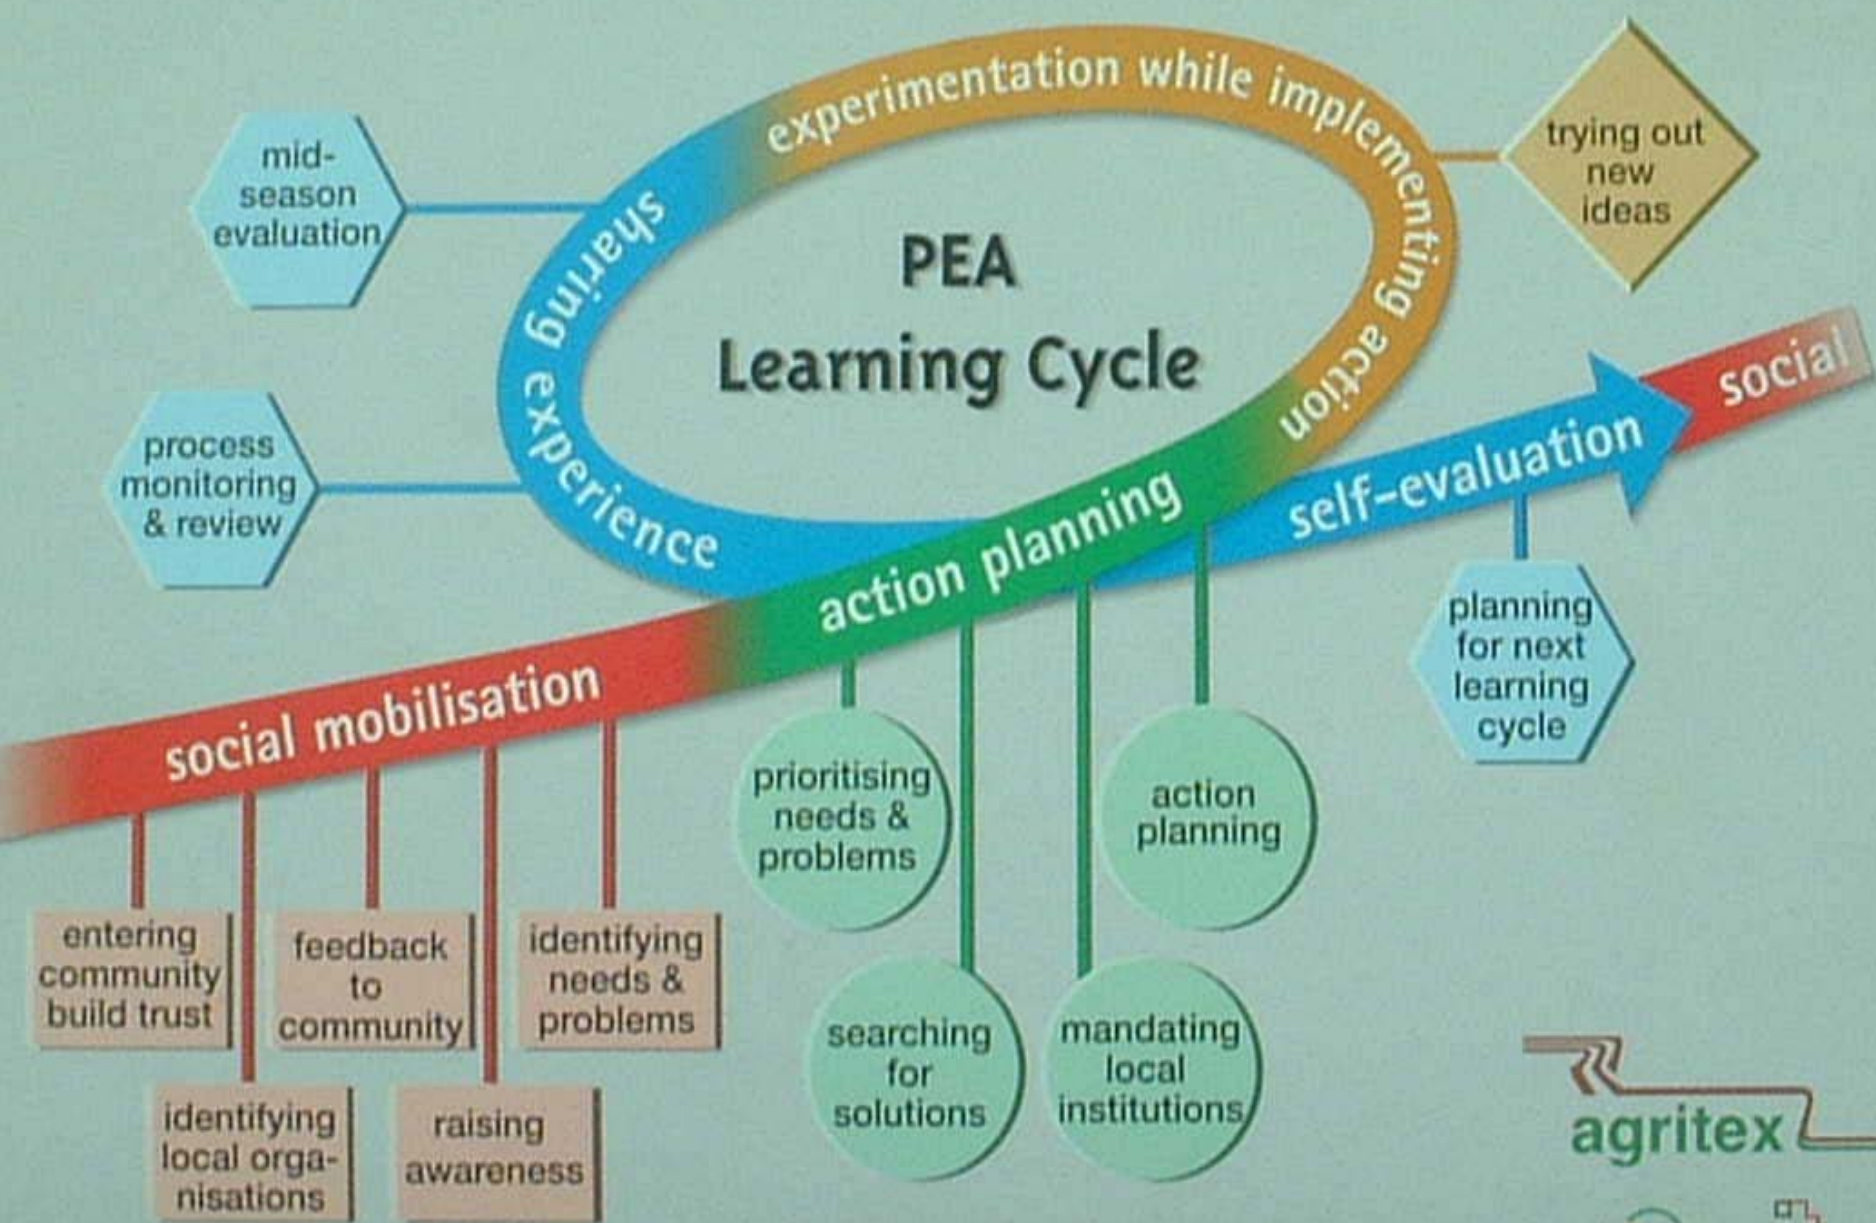 PEA
Learning Cycle
experimentation while implementing action
sharing experience
trying out
new
ideas
mid-
season
evaluation
process
monitoring
& review
social
self-evaluation
action planning
social mobilisation
planning
for next
learning
cycle
prioritising
needs &
problems
action
planning
searching
for
solutions
mandating
local
institutions
entering
community
build trust
feedback
to
community
identifying
needs &
problems
identifying
local orga-
nisations
raising
awareness
agritex